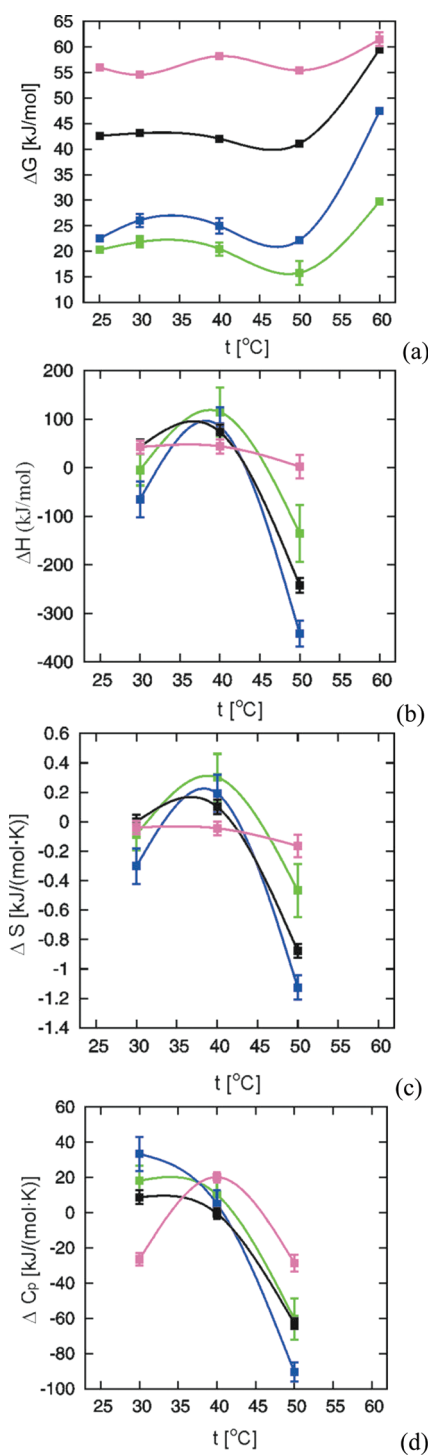 65
60
55
50
45
40
35
30
25
20
15
10
ΔG [kJ/mol]
25 30 35 40 45 50 55 60
t [°C]
(a)
200
100
0
-100
-200
-300
-400
ΔH (kJ/mol)
25 30 35 40 45 50 55 60
t [°C]
(b)
0.6
0.4
0.2
0
-0.2
-0.4
-0.6
-0.8
-1
-1.2
-1.4
Δ S [kJ/(mol·K)]
25 30 35 40 45 50 55 60
t [°C]
(c)
60
40
20
0
-20
-40
-60
-80
-100
Δ Cp [kJ/(mol·K)]
25 30 35 40 45 50 55 60
t [°C]
(d)